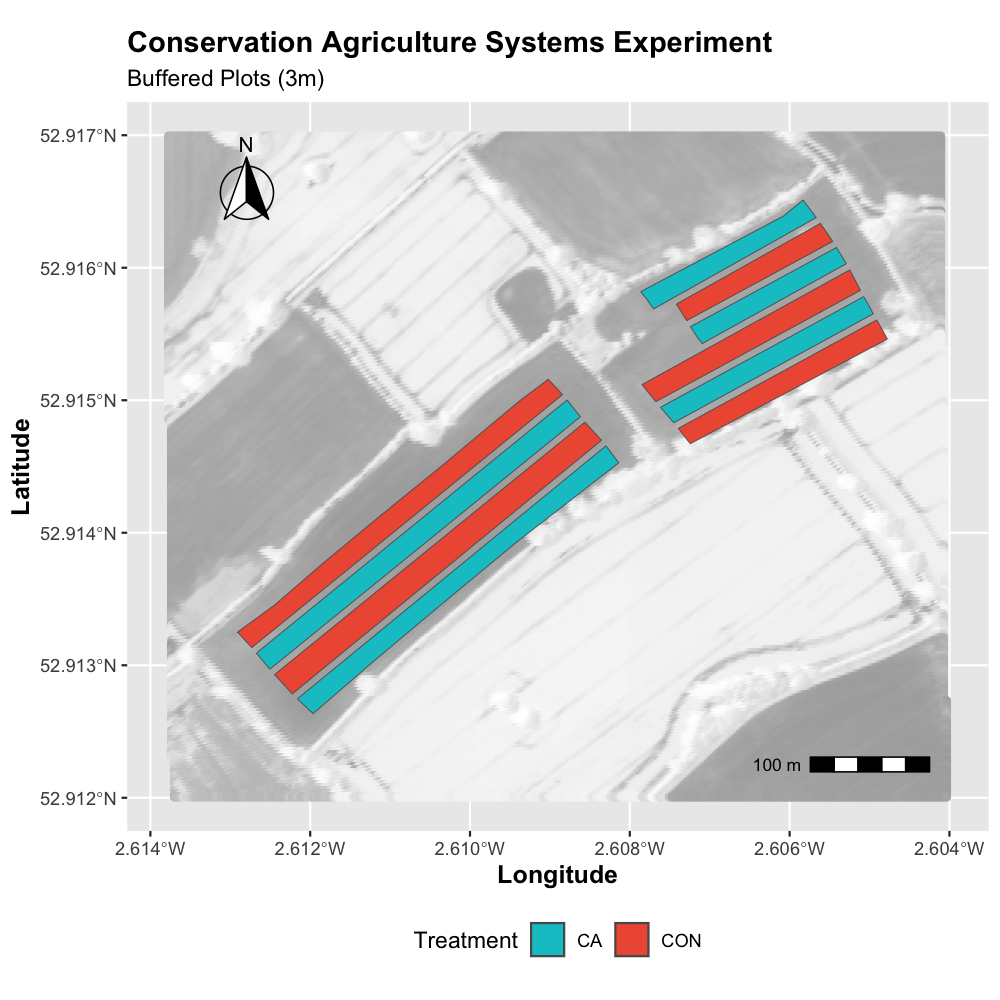 Conservation Agriculture Systems Experiment
Buffered Plots (3m)
N
52.917°N
52.916°N
52.915°N
52.914°N
52.913°N
52.912°N
Latitude
100 m
2.614°W 2.612°W 2.610°W 2.608°W 2.606°W 2.604°W
Longitude
Treatment CA CON